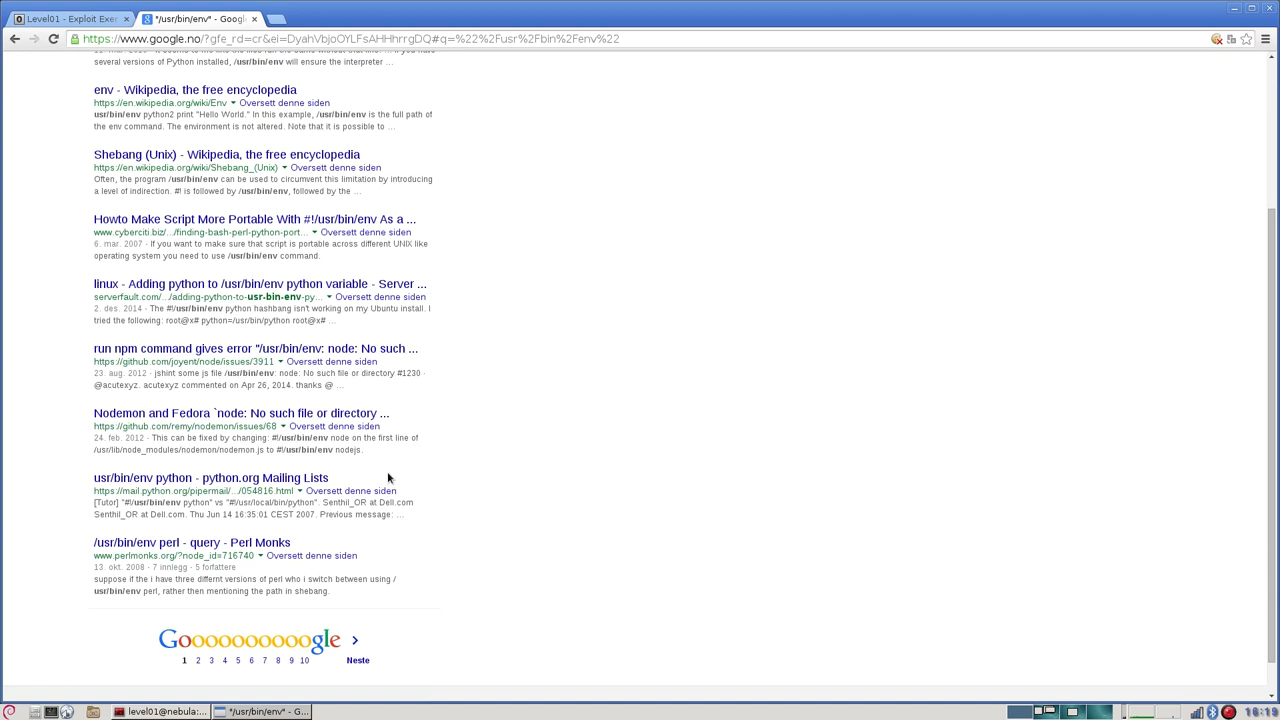 Level01 - Exploit Exer
"/usr/bin/env" - Googl
https://www.google.no/?gfe_rd=cr&ei=DyahVbjoOYLFsAHHhrrgDQ#q=%22%2Fusr%2Fbin%2Fenv%22
several versions of Python installed, /usr/bin/env will ensure the interpreter ...
env - Wikipedia, the free encyclopedia
https://en.wikipedia.org/wiki/Env ▼ Oversett denne siden
usr/bin/env python2 print "Hello World." In this example, /usr/bin/env is the full path of
the env command. The environment is not altered. Note that it is possible to ...
Shebang (Unix) - Wikipedia, the free encyclopedia
https://en.wikipedia.org/wiki/Shebang_(Unix) ▼ Oversett denne siden
Often, the program /usr/bin/env can be used to circumvent this limitation by introducing
a level of indirection. #! is followed by /usr/bin/env, followed by the ...
Howto Make Script More Portable With #!/usr/bin/env As a ...
www.cyberciti.biz/.../finding-bash-perl-python-port... ▼ Oversett denne siden
6. mar. 2007 - If you want to make sure that script is portable across different UNIX like
operating system you need to use /usr/bin/env command.
linux - Adding python to /usr/bin/env python variable - Server ...
serverfault.com/.../adding-python-to-usr-bin-env-py... ▼ Oversett denne siden
2. des. 2014 - The #!/usr/bin/env python hashbang isn't working on my Ubuntu install. I
tried the following: root@x# python=/usr/bin/python root@x# ...
run npm command gives error "/usr/bin/env: node: No such ...
https://github.com/joyent/node/issues/3911 ▼ Oversett denne siden
23. aug. 2012 - jshint some js file /usr/bin/env: node: No such file or directory #1230 ·
@acutexyz. acutexyz commented on Apr 26, 2014. thanks @ ...
Nodemon and Fedora `node: No such file or directory ...
https://github.com/remy/nodemon/issues/68 ▼ Oversett denne siden
24. feb. 2012 - This can be fixed by changing: #!/usr/bin/env node on the first line of
/usr/lib/node_modules/nodemon/nodemon.js to #!/usr/bin/env nodejs.
usr/bin/env python - python.org Mailing Lists
https://mail.python.org/pipermail/.../054816.html ▼ Oversett denne siden
[Tutor] "#!/usr/bin/env python" vs "#!/usr/local/bin/python". Senthil_OR at Dell.com
Senthil_OR at Dell.com. Thu Jun 14 16:35:01 CEST 2007. Previous message: ...
/usr/bin/env perl - query - Perl Monks
www.perlmonks.org/?node_id=716740 ▼ Oversett denne siden
13. okt. 2008 - 7 innlegg - 5 forfattere
suppose if the i have three differnt versions of perl who i switch between using /
usr/bin/env perl, rather then mentioning the path in shebang.
Goooooooooogle
1 2 3 4 5 6 7 8 9 10 Neste
level01@nebula:... "/usr/bin/env" - G... 16:19